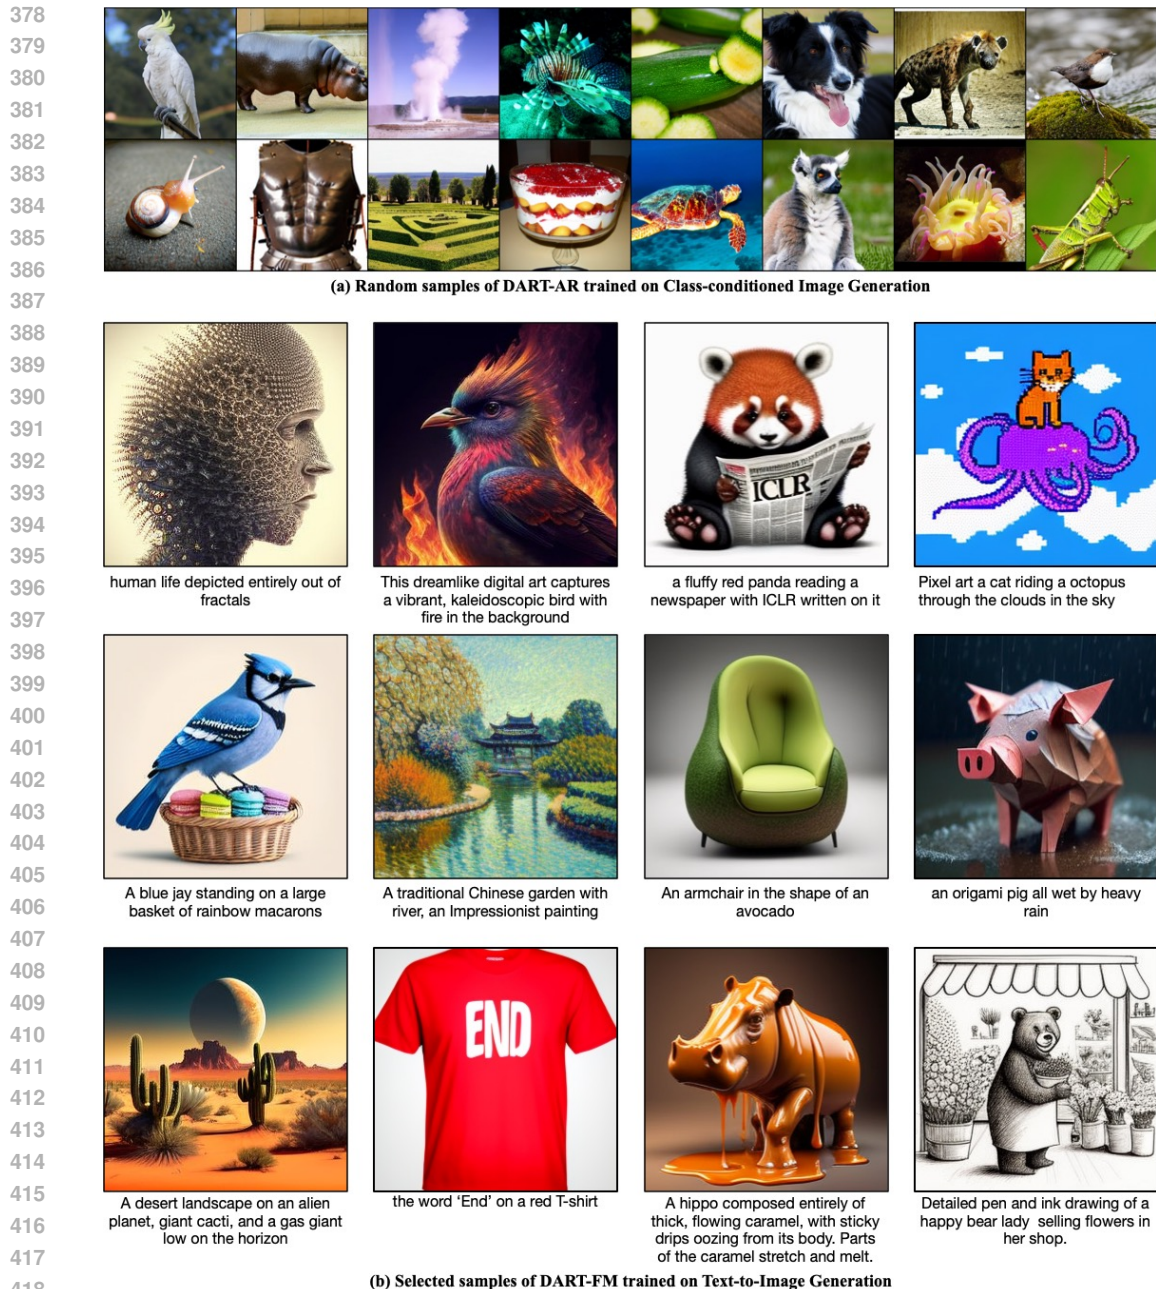 378
379
380
381
382
383
384
385
386
(a) Random samples of DART-AR trained on Class-conditioned Image Generation
387
388
389
390
391
392
393
394
395
ICLR
human life depicted entirely out of
fractals
This dreamlike digital art captures
a vibrant, kaleidoscopic bird with
fire in the background
a fluffy red panda reading a
newspaper with ICLR written on it
Pixel art a cat riding a octopus
through the clouds in the sky
396
397
398
399
400
401
402
403
404
A blue jay standing on a large
basket of rainbow macarons
A traditional Chinese garden with
river, an Impressionist painting
An armchair in the shape of an
avocado
an origami pig all wet by heavy
rain
405
406
407
408
409
410
411
412
413
414
END
A desert landscape on an alien
planet, giant cacti, and a gas giant
low on the horizon
the word ‘End’ on a red T-shirt
A hippo composed entirely of
thick, flowing caramel, with sticky
drips oozing from its body. Parts
of the caramel stretch and melt.
Detailed pen and ink drawing of a
happy bear lady selling flowers in
her shop.
415
416
417
418
(b) Selected samples of DART-FM trained on Text-to-Image Generation